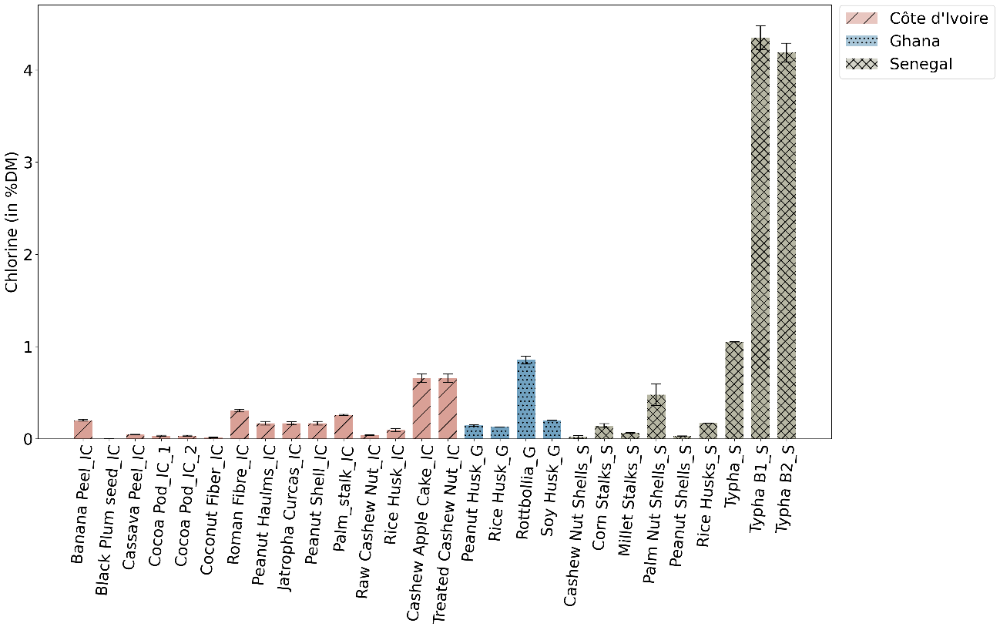 Côte d'Ivoire
Ghana
Senegal
Chlorine (in %DM)
4
3
2
1
0
Banana Peel_IC
Black Plum seed_IC
Cassava Peel_IC
Cocoa Pod_IC_1
Cocoa Pod_IC_2
Coconut Fiber_IC
Roman Fibre_IC
Peanut Haulms_IC
Jatropha Curcas_IC
Peanut Shell_IC
Palm_stalk_IC
Raw Cashew Nut_IC
Rice Husk_IC
Cashew Apple Cake_IC
Treated Cashew Nut_IC
Peanut Husk_G
Rice Husk_G
Rottbollia_G
Soy Husk_G
Cashew Nut Shells_S
Corn Stalks_S
Millet Stalks_S
Palm Nut Shells_S
Peanut Shells_S
Rice Husks_S
Typha_S
Typha B1_S
Typha B2_S